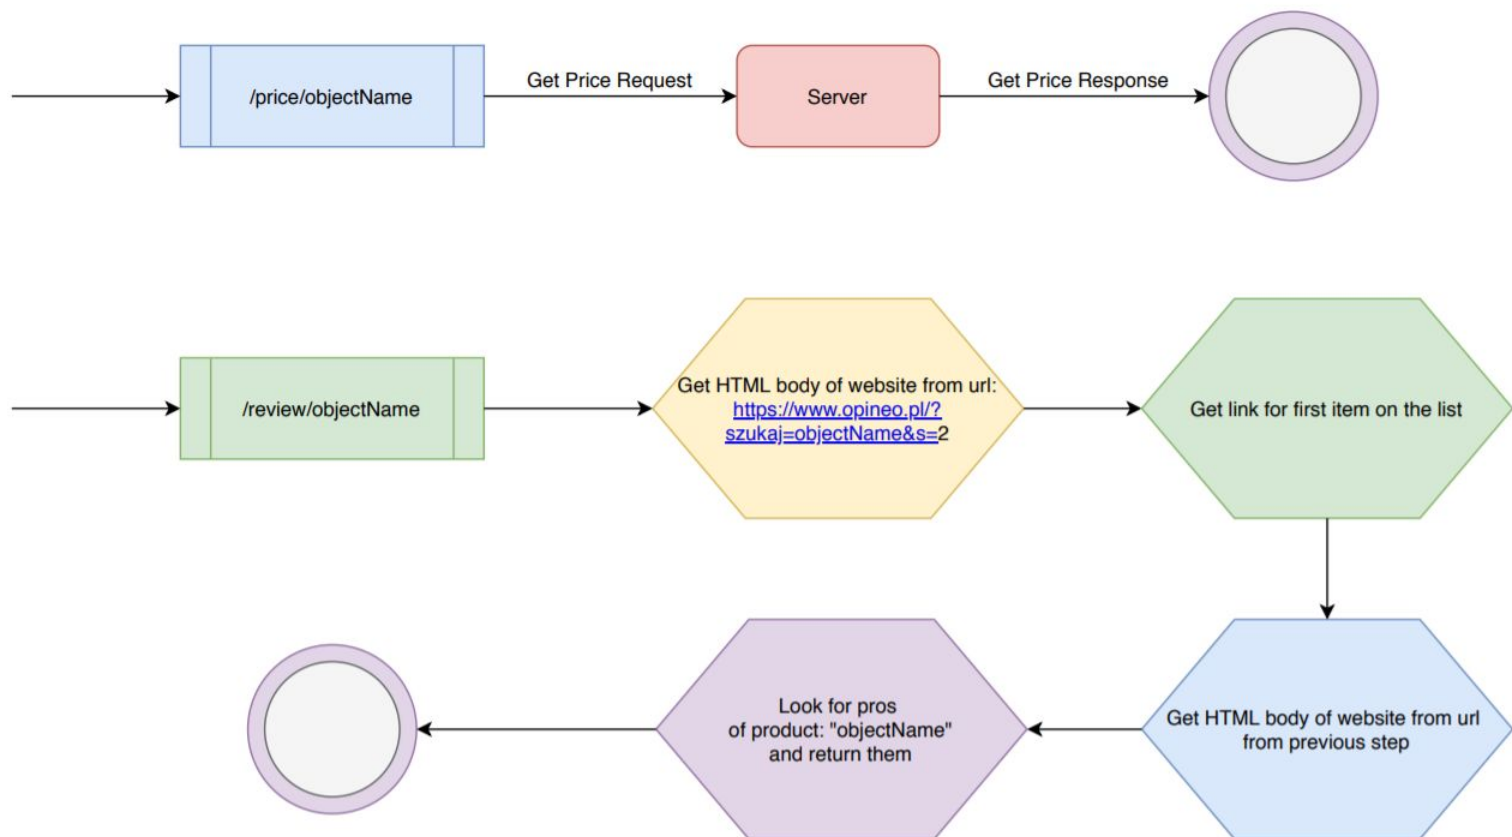 /price/objectName
Get Price Request
Server
Get Price Response
/review/objectName
Get HTML body of website from url:
https://www.opineo.pl/?
szukaj=objectName&s=2
Get link for first item on the list
Look for pros
of product: "objectName"
and return them
Get HTML body of website from url
from previous step